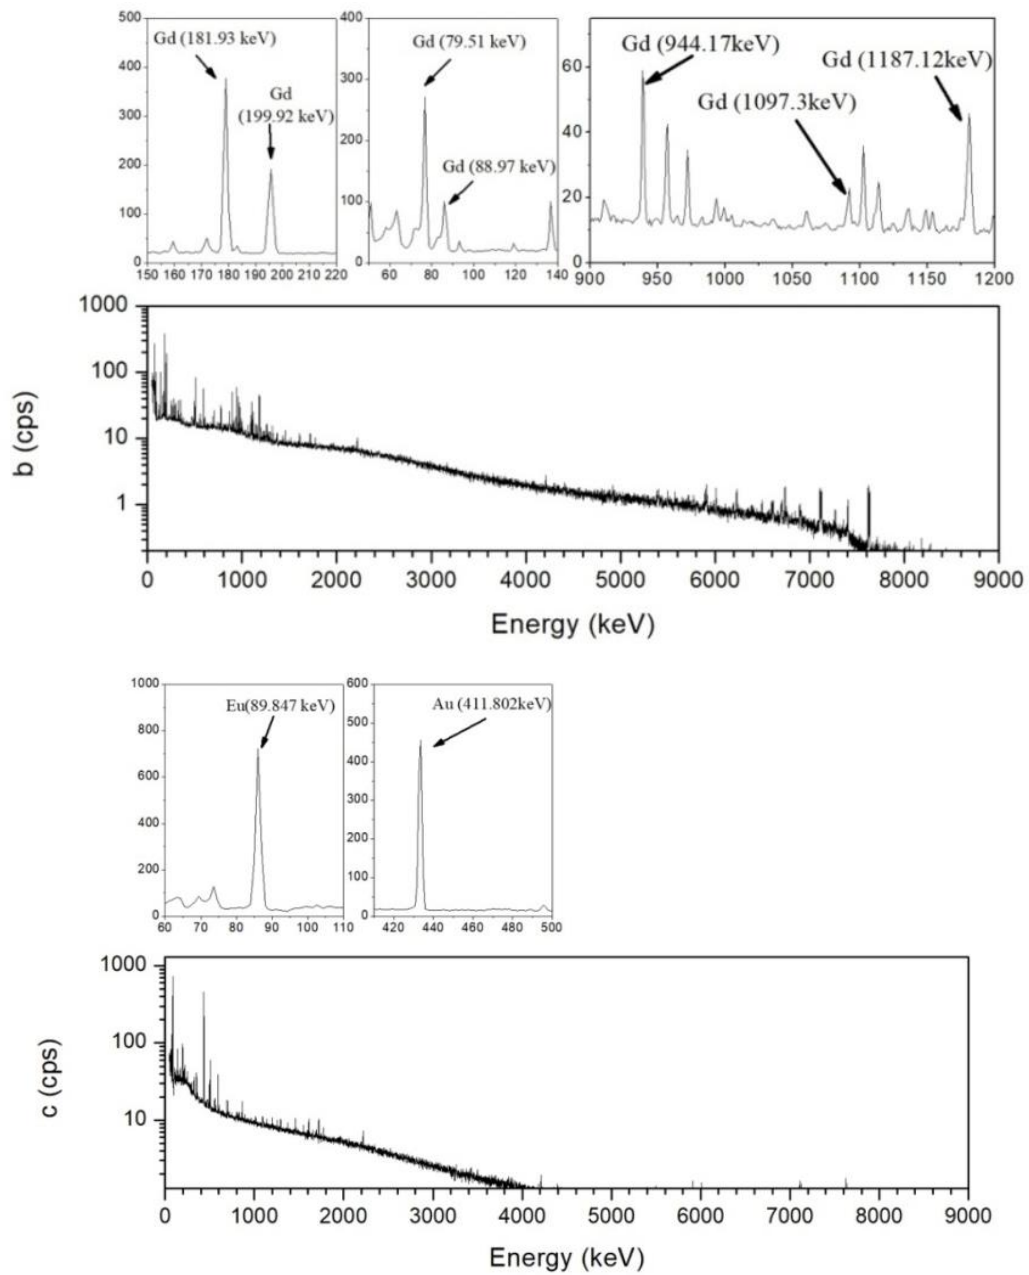 500
400
300
200
100
0
Gd (181.93 keV)
Gd
(199.92 keV)
150 160 170 180 190 200 210 220
400
300
200
100
0
Gd (79.51 keV)
Gd (88.97 keV)
60 80 100 120 140
60
40
20
0
Gd (944.17keV)
Gd (1187.12keV)
Gd (1097.3keV)
900 950 1000 1050 1100 1150 1200
b (cps)
1000
100
10
1
0 1000 2000 3000 4000 5000 6000 7000 8000 9000
Energy (keV)
1000
800
600
400
200
0
Eu(89.847 keV)
60 70 80 90 100 110
600
500
400
300
200
100
0
Au (411.802keV)
420 440 460 480 500
c (cps)
1000
100
10
0 1000 2000 3000 4000 5000 6000 7000 8000 9000
Energy (keV)